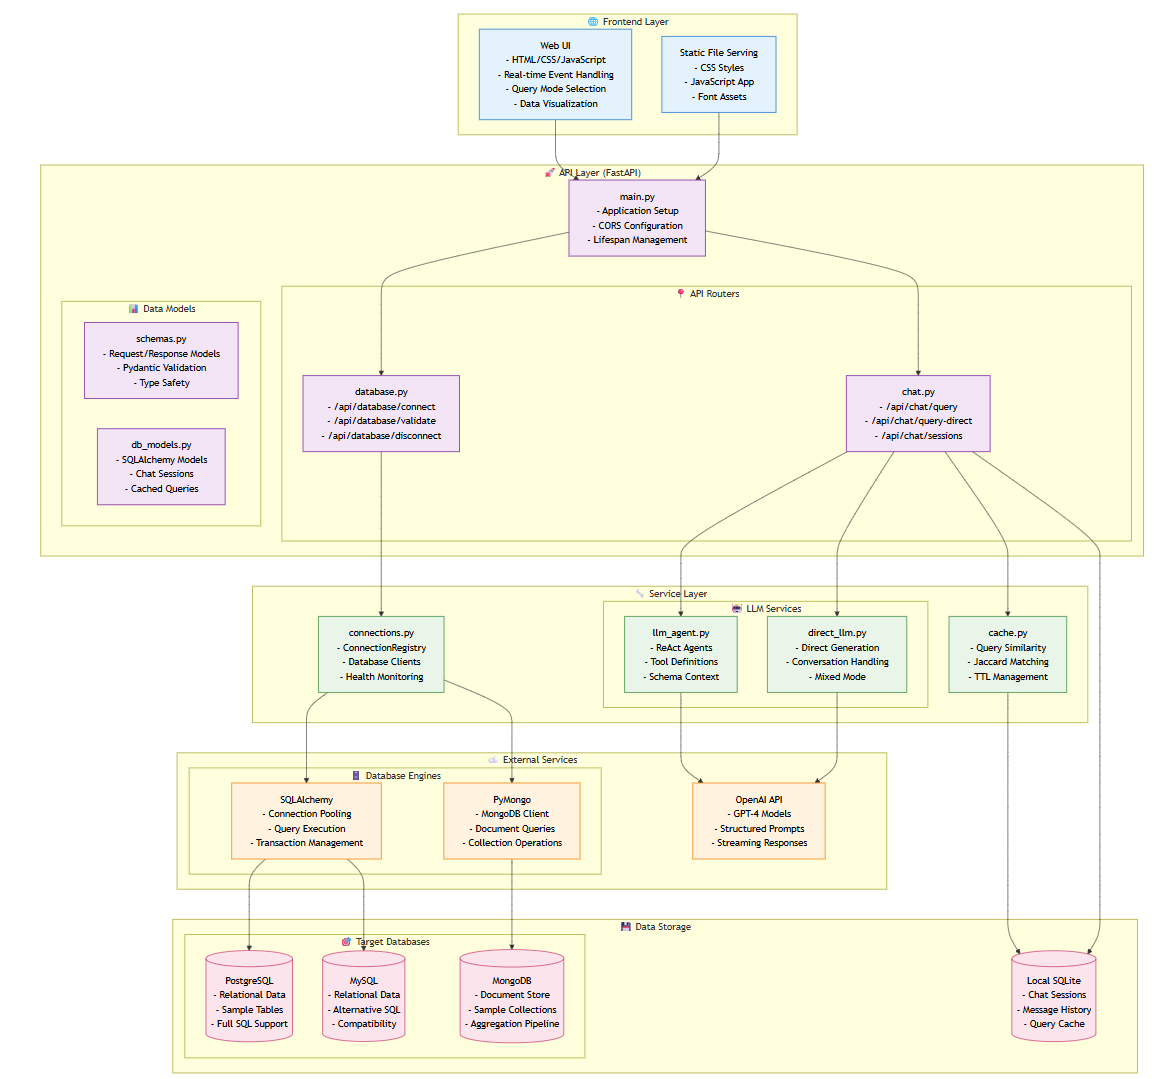 🌐 Frontend Layer
Web UI
- HTML/CSS/JavaScript
- Real-time Event Handling
- Query Mode Selection
- Data Visualization
Static File Serving
- CSS Styles
- JavaScript App
- Font Assets
🚀 API Layer (FastAPI)
main.py
- Application Setup
- CORS Configuration
- Lifespan Management
📊 Data Models
schemas.py
- Request/Response Models
- Pydantic Validation
- Type Safety
db_models.py
- SQLAlchemy Models
- Chat Sessions
- Cached Queries
📍 API Routers
database.py
- /api/database/connect
- /api/database/validate
- /api/database/disconnect
chat.py
- /api/chat/query
- /api/chat/query-direct
- /api/chat/sessions
🔧 Service Layer
connections.py
- ConnectionRegistry
- Database Clients
- Health Monitoring
🤖 LLM Services
llm_agent.py
- ReAct Agents
- Tool Definitions
- Schema Context
direct_llm.py
- Direct Generation
- Conversation Handling
- Mixed Mode
cache.py
- Query Similarity
- Jaccard Matching
- TTL Management
☁️ External Services
🗄️ Database Engines
SQLAlchemy
- Connection Pooling
- Query Execution
- Transaction Management
PyMongo
- MongoDB Client
- Document Queries
- Collection Operations
OpenAI API
- GPT-4 Models
- Structured Prompts
- Streaming Responses
💾 Data Storage
🎯 Target Databases
PostgreSQL
- Relational Data
- Sample Tables
- Full SQL Support
MySQL
- Relational Data
- Alternative SQL
- Compatibility
MongoDB
- Document Store
- Sample Collections
- Aggregation Pipeline
Local SQLite
- Chat Sessions
- Message History
- Query Cache